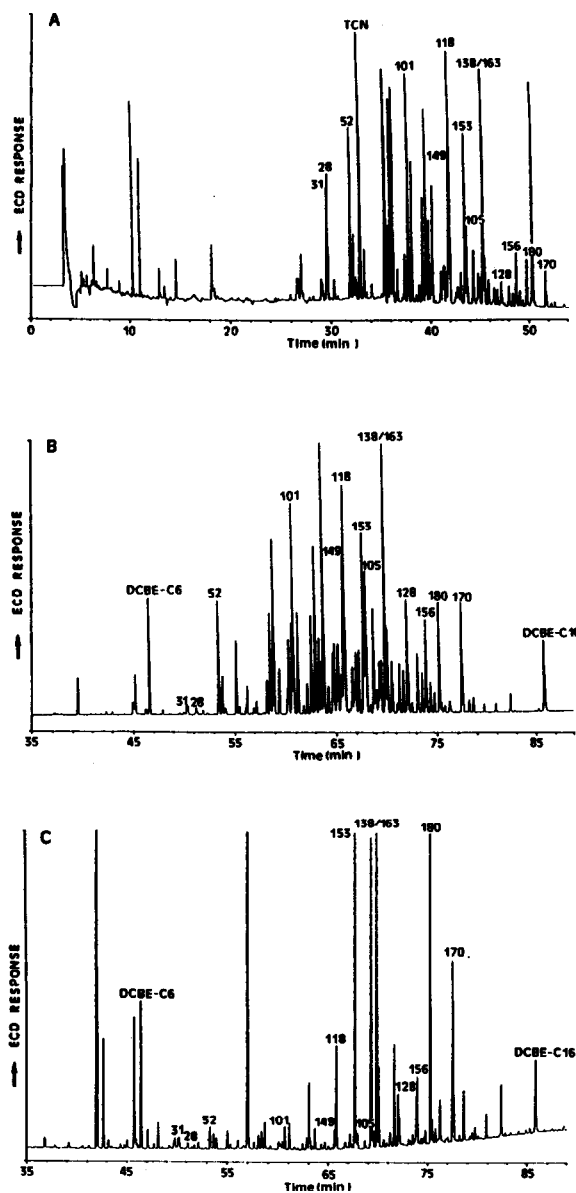 A
TCN
118
101
138/163
52
153
28
31
149
105
156
180
128
170
ECD RESPONSE
0 10 20 30 40 50
Time (min)
B
138/163
118
101
153
149
105
DCBE-C6
52
128
180
170
156
DCBE-C16
31
28
ECD RESPONSE
35 45 55 65 75 85
Time (min)
C
138/163
153
180
170
DCBE-C6
118
DCBE-C16
156
128
52
101
149
105
31
28
ECD RESPONSE
35 45 55 65 75 85
Time (min)